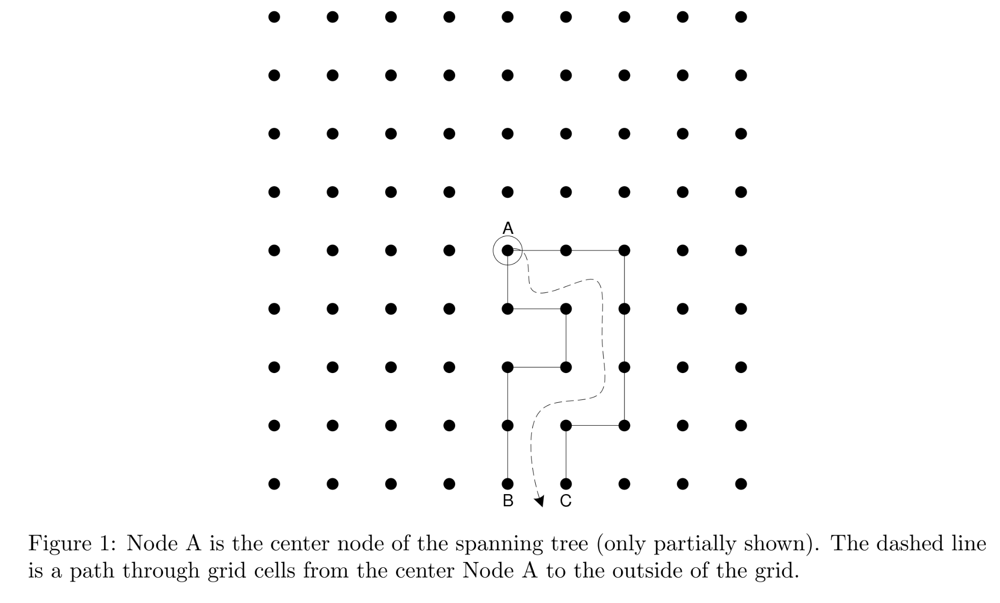 A
B C
Figure 1: Node A is the center node of the spanning tree (only partially shown). The dashed line
is a path through grid cells from the center Node A to the outside of the grid.